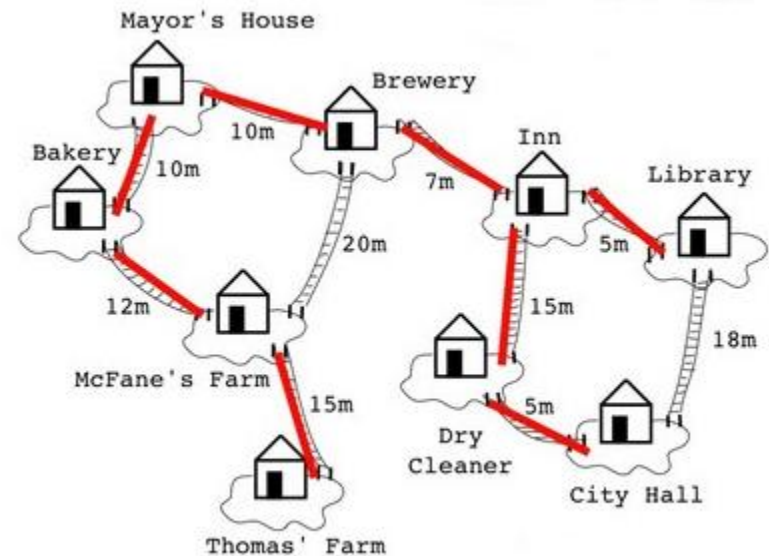 Mayor's House
Brewery
10m
Inn
Bakery
10m
7m
Library
5m
20m
12m
15m
18m
McFane's Farm
15m
5m
Dry
Cleaner
City Hall
Thomas' Farm